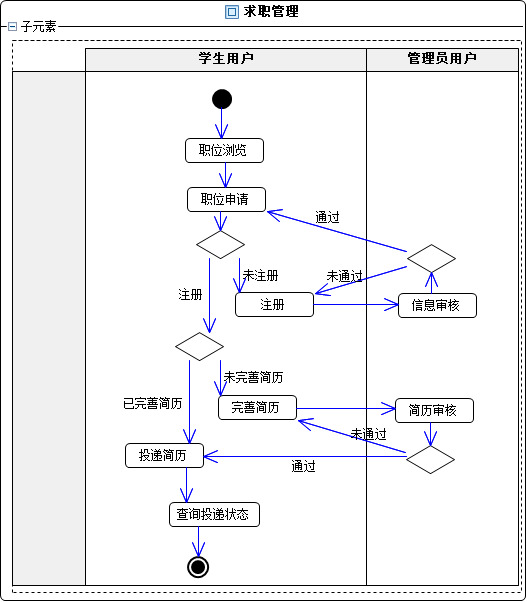 求职管理
子元素
学生用户
管理员用户
职位浏览
职位申请
通过
未注册
未通过
注册
注册
信息审核
未完善简历
已完善简历
完善简历
简历审核
未通过
投递简历
通过
查询投递状态